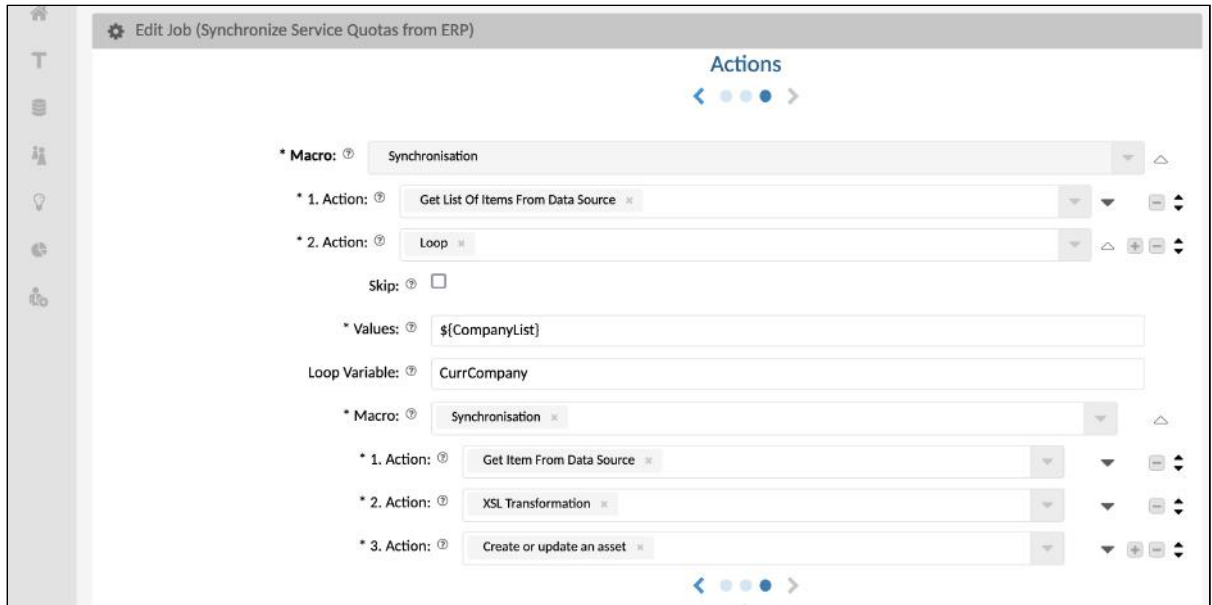 Edit Job (Synchronize Service Quotas from ERP)
Actions
* Macro: Synchronisation
* 1. Action: Get List Of Items From Data Source ×
* 2. Action: Loop ×
Skip:
* Values: ${CompanyList}
Loop Variable: CurrCompany
* Macro: Synchronisation ×
* 1. Action: Get Item From Data Source ×
* 2. Action: XSL Transformation ×
* 3. Action: Create or update an asset ×